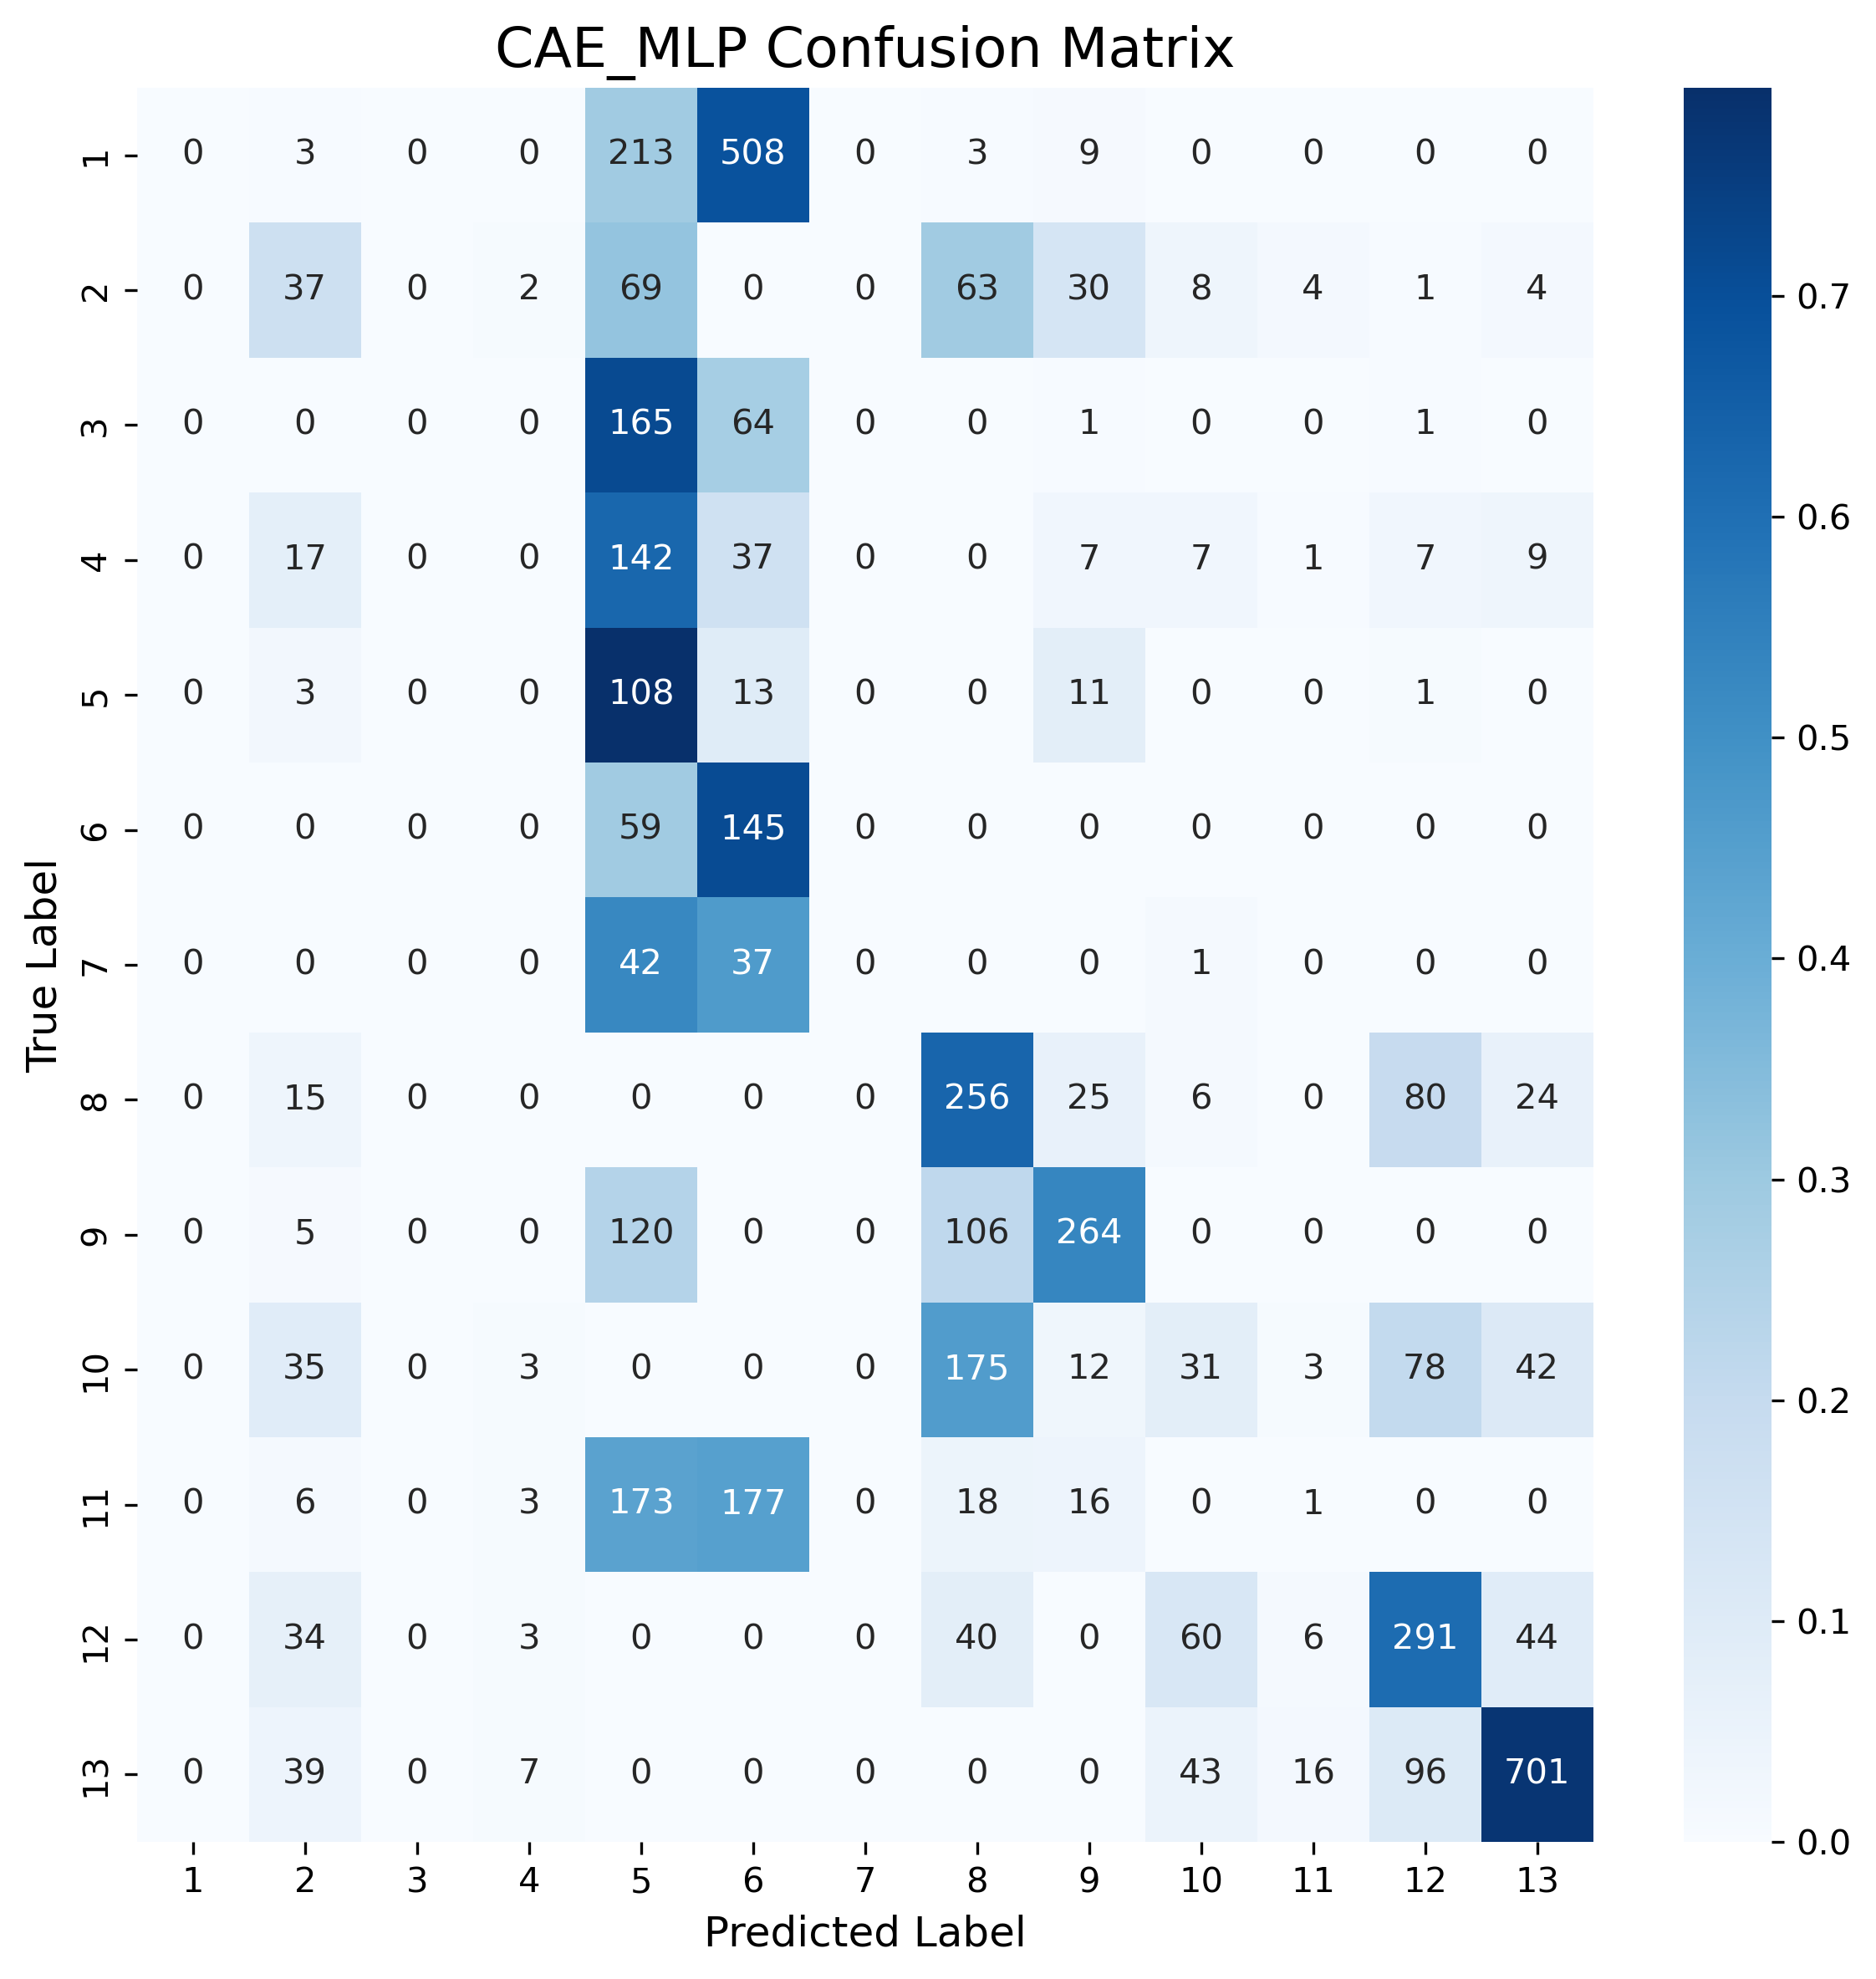 CAE_MLP Confusion Matrix
1 0 3 0 0 213 508 0 3 9 0 0 0 0
2 0 37 0 2 69 0 0 63 30 8 4 1 4
3 0 0 0 0 165 64 0 0 1 0 0 1 0
4 0 17 0 0 142 37 0 0 7 7 1 7 9
5 0 3 0 0 108 13 0 0 11 0 0 1 0
6 0 0 0 0 59 145 0 0 0 0 0 0 0
7 0 0 0 0 42 37 0 0 0 1 0 0 0
8 0 15 0 0 0 0 0 256 25 6 0 80 24
9 0 5 0 0 120 0 0 106 264 0 0 0 0
10 0 35 0 3 0 0 0 175 12 31 3 78 42
11 0 6 0 3 173 177 0 18 16 0 1 0 0
12 0 34 0 3 0 0 0 40 0 60 6 291 44
13 0 39 0 7 0 0 0 0 0 43 16 96 701
1 2 3 4 5 6 7 8 9 10 11 12 13
Predicted Label
True Label
0.7
0.6
0.5
0.4
0.3
0.2
0.1
0.0